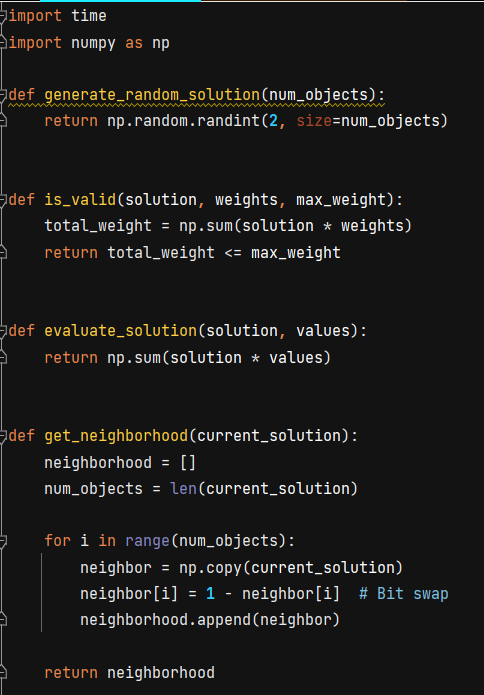 import time
import numpy as np
def generate_random_solution(num_objects):
    return np.random.randint(2, size=num_objects)
def is_valid(solution, weights, max_weight):
    total_weight = np.sum(solution * weights)
    return total_weight <= max_weight
def evaluate_solution(solution, values):
    return np.sum(solution * values)
def get_neighborhood(current_solution):
    neighborhood = []
    num_objects = len(current_solution)
    for i in range(num_objects):
        neighbor = np.copy(current_solution)
        neighbor[i] = 1 - neighbor[i]  # Bit swap
        neighborhood.append(neighbor)
    return neighborhood